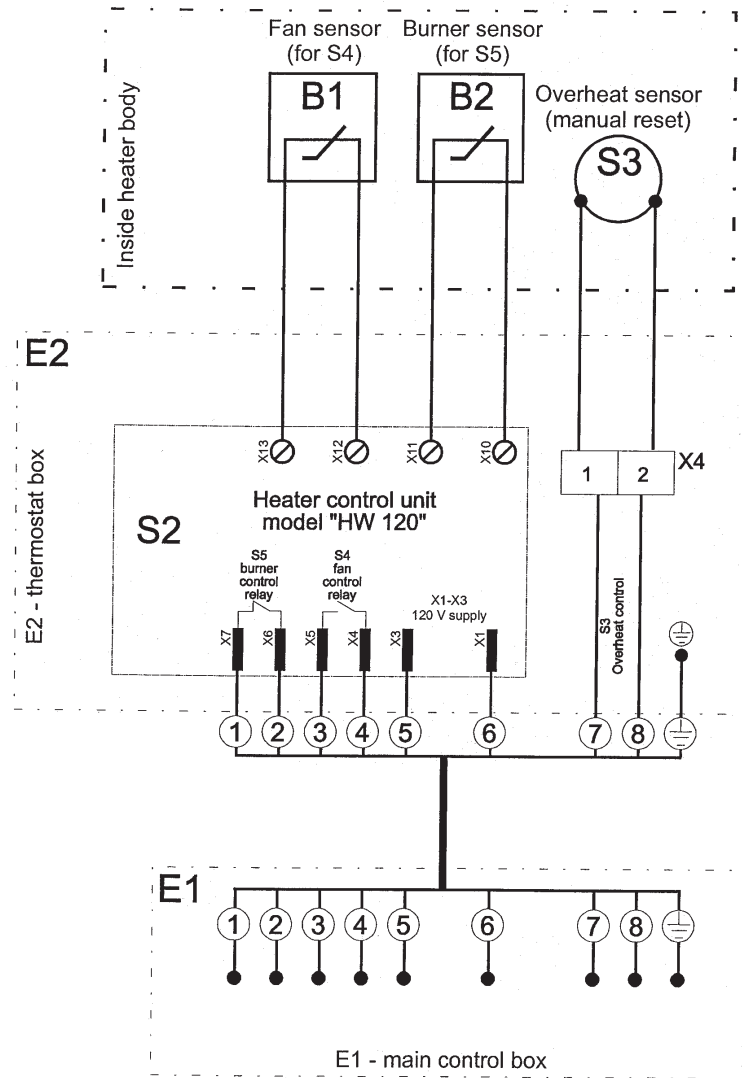 Fan sensor
(for S4)
Burner sensor
(for S5)
B1
B2
Overheat sensor
(manual reset)
S3
Inside heater body
E2
E2 - thermostat box
X13
X12
X11
X10
1
2
X4
Heater control unit
model "HW 120"
S2
S5
burner
control
relay
S4
fan
control
relay
X1-X3
120 V supply
X7
X6
X5
X4
X3
X1
S3
Overheat control
1
2
3
4
5
6
7
8
E1
1
2
3
4
5
6
7
8
E1 - main control box